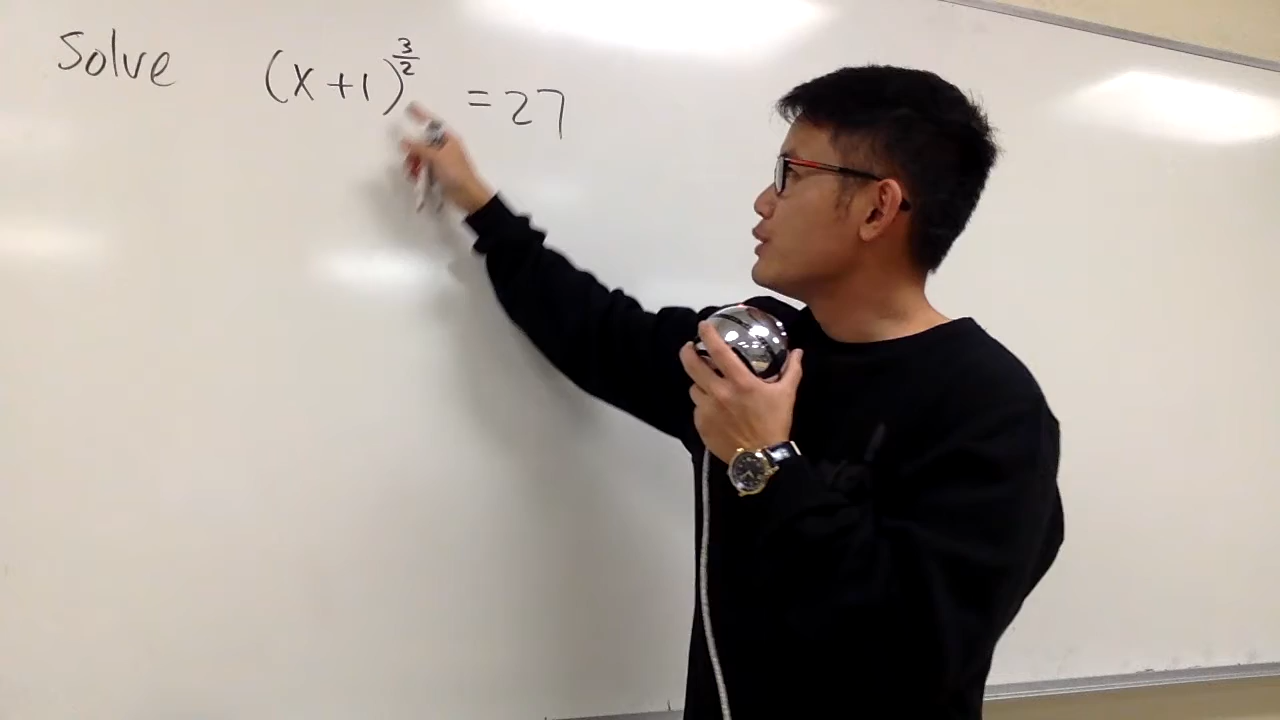 Solve (x+1)^{3/2} = 27